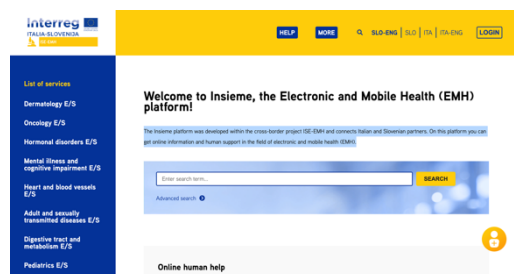 Interreg
ITALIA-SLOVENIJA
ISE-EMH
HELP
MORE
SLO-ENG | SLO | ITA | ITA-ENG
LOGIN
List of services
Dermatology E/S
Oncology E/S
Hormonal disorders E/S
Mental illness and
cognitive impairment E/S
Heart and blood vessels
E/S
Adult and sexually
transmitted diseases E/S
Digestive tract and
metabolism E/S
Pediatrics E/S
Welcome to Insieme, the Electronic and Mobile Health (EMH)
platform!
The Insieme platform was developed within the cross-border project ISE-EMH and connects Italian and Slovenian partners. On this platform you can
get online information and human support in the field of electronic and mobile health (EMH).
Enter search term...
SEARCH
Advanced search
Online human help